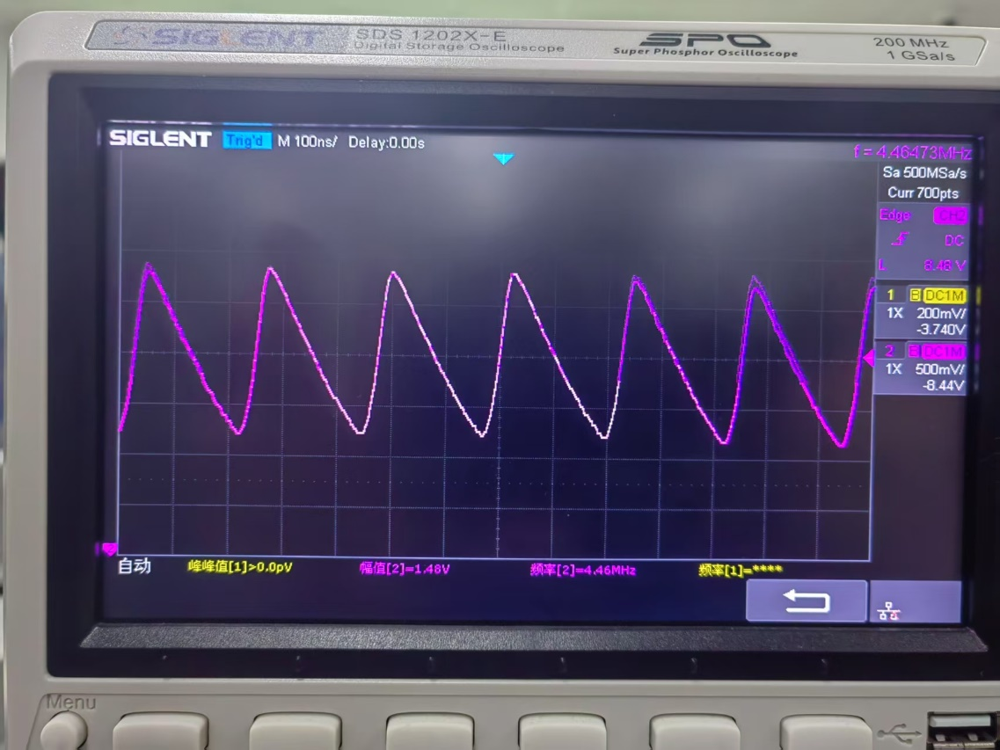 SIGLENT SDS 1202X-E
Digital Storage Oscilloscope
SPO
Super Phosphor Oscilloscope
200 MHz
1 GSa/s
SIGLENT Trig'd M 100ns/ Delay:0.00s
f = 4.46473MHz
Sa 500MSa/s
Curr 700pts
Edge CH2
DC
L 8.46 V
1 B DC1M
1X 200mV/
-3.740V
2 B DC1M
1X 500mV/
-8.44V
自动 峰峰值[1]>0.0pV 幅值[2]=1.48V 频率[2]=4.46MHz 频率[1]=****
Menu